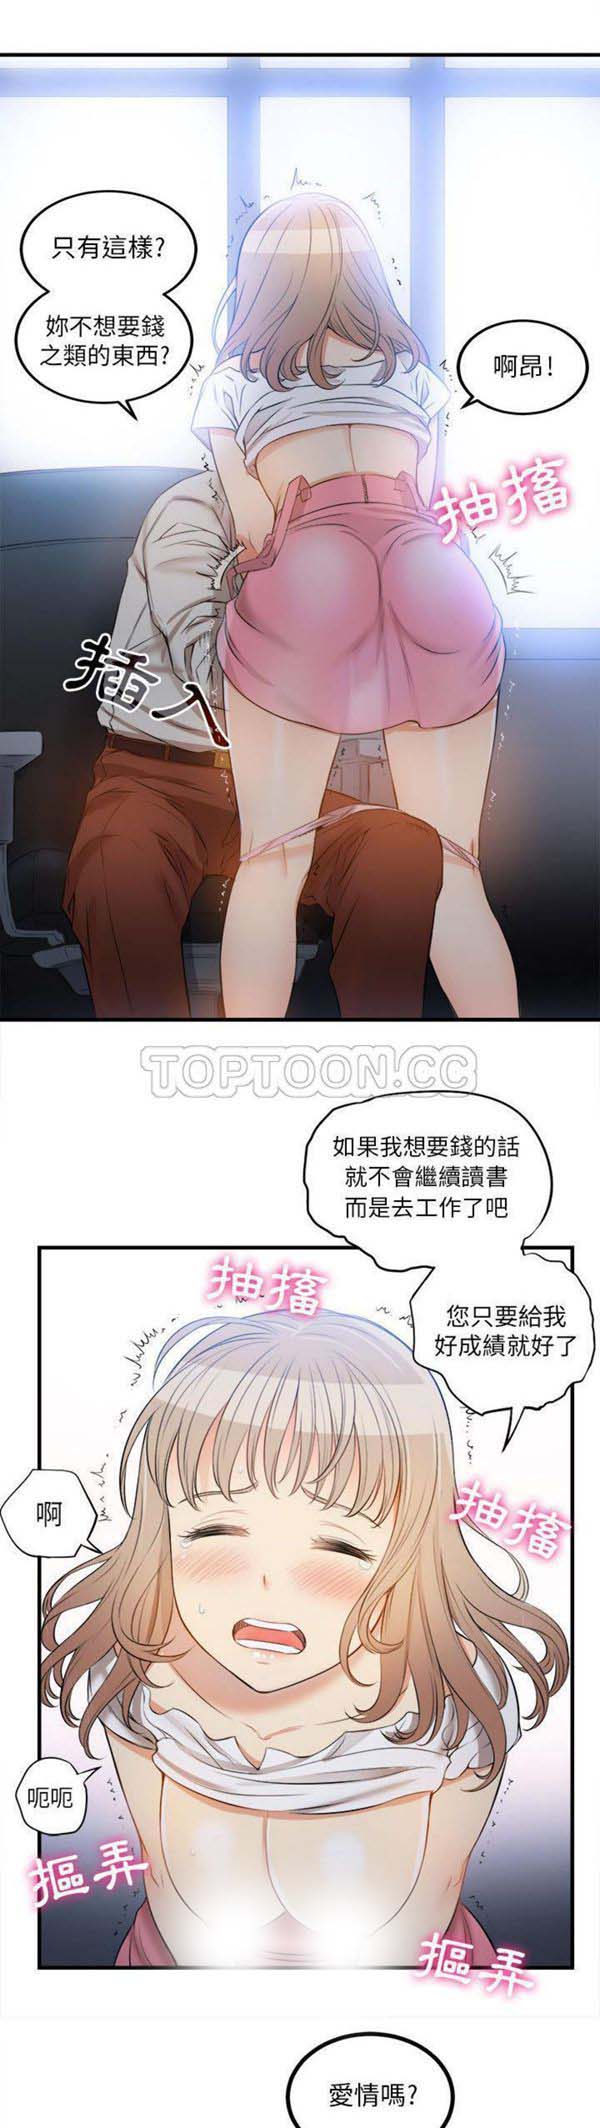 只有這樣?
妳不想要錢
之類的東西?
啊昂!
抽搐
插入
TOPTOON.CC
如果我想要錢的話
就不會繼續讀書
而是去工作了吧
抽搐
您只要給我
好成績就好了
啊
抽搐
呃呃
摳弄
摳弄
愛情嗎?